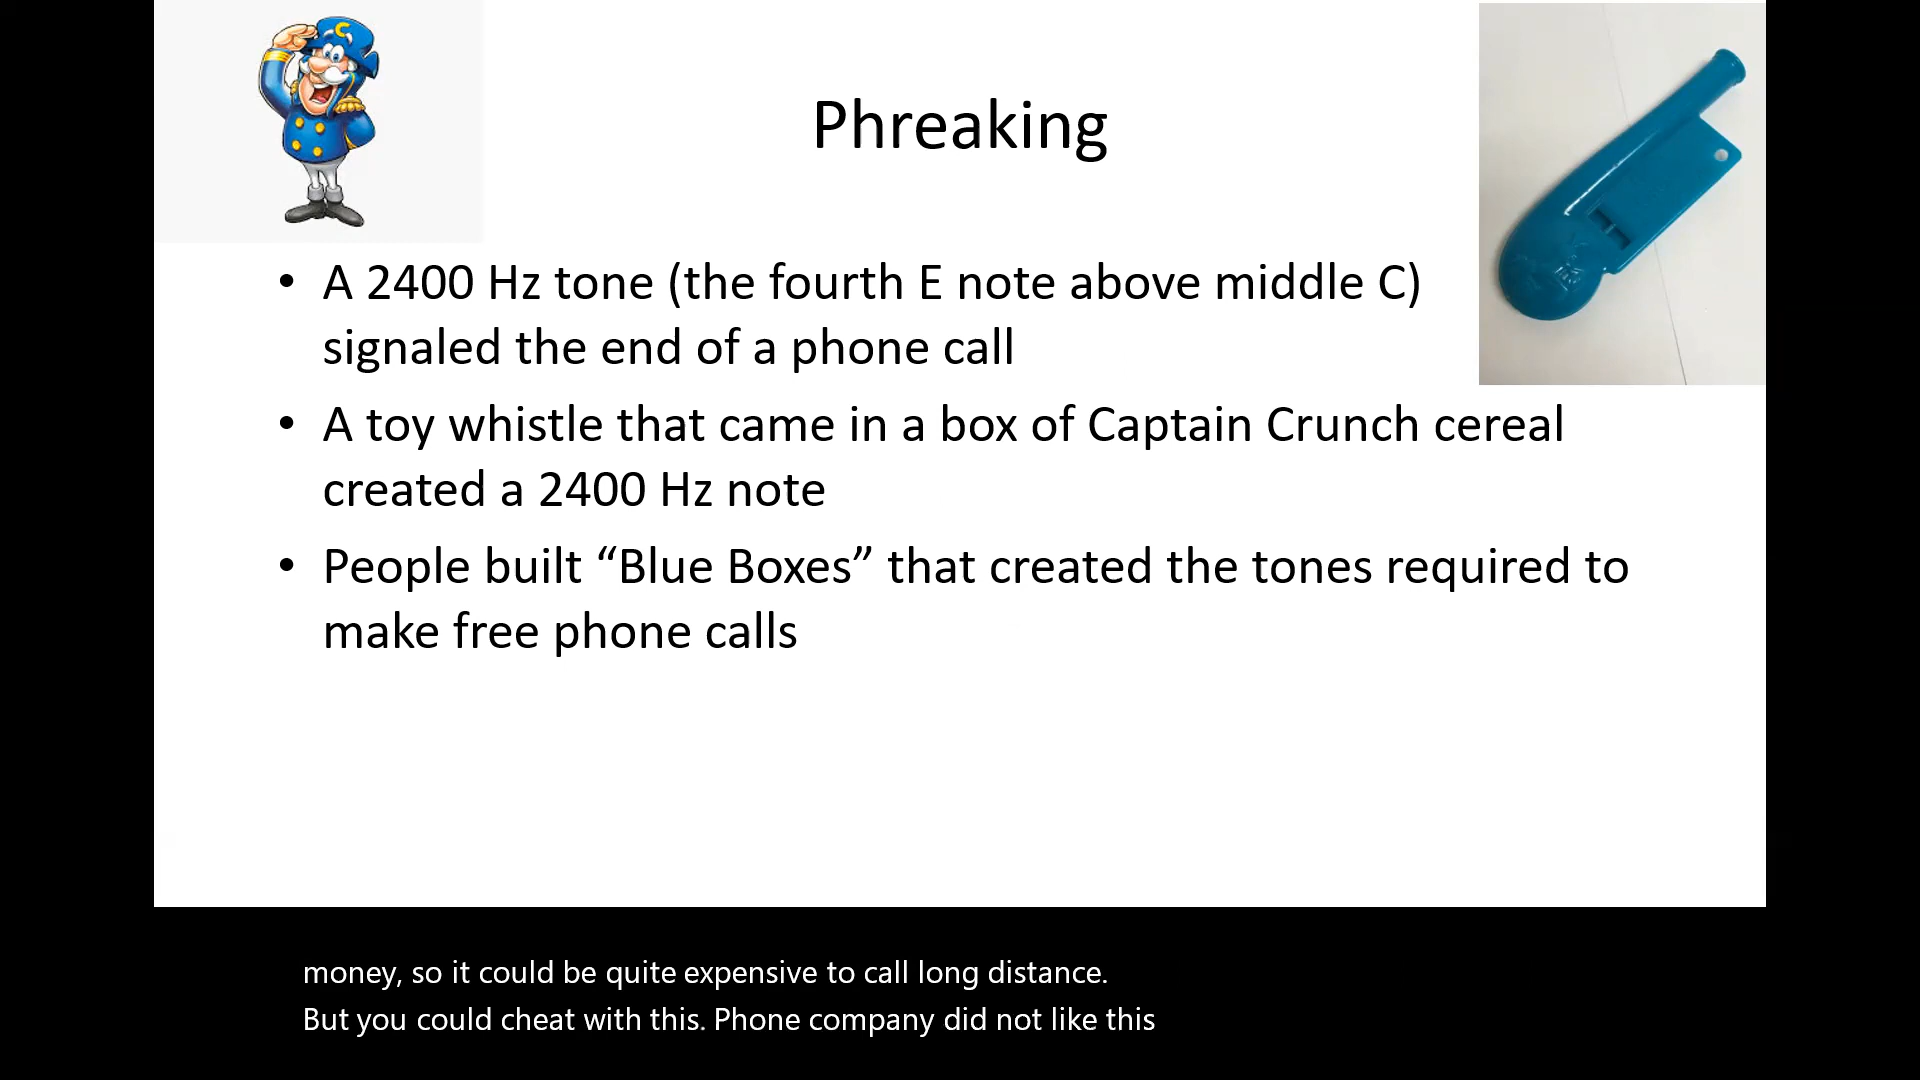 Phreaking
• A 2400 Hz tone (the fourth E note above middle C)
signaled the end of a phone call
• A toy whistle that came in a box of Captain Crunch cereal
created a 2400 Hz note
• People built “Blue Boxes” that created the tones required to
make free phone calls
money, so it could be quite expensive to call long distance.
But you could cheat with this. Phone company did not like this